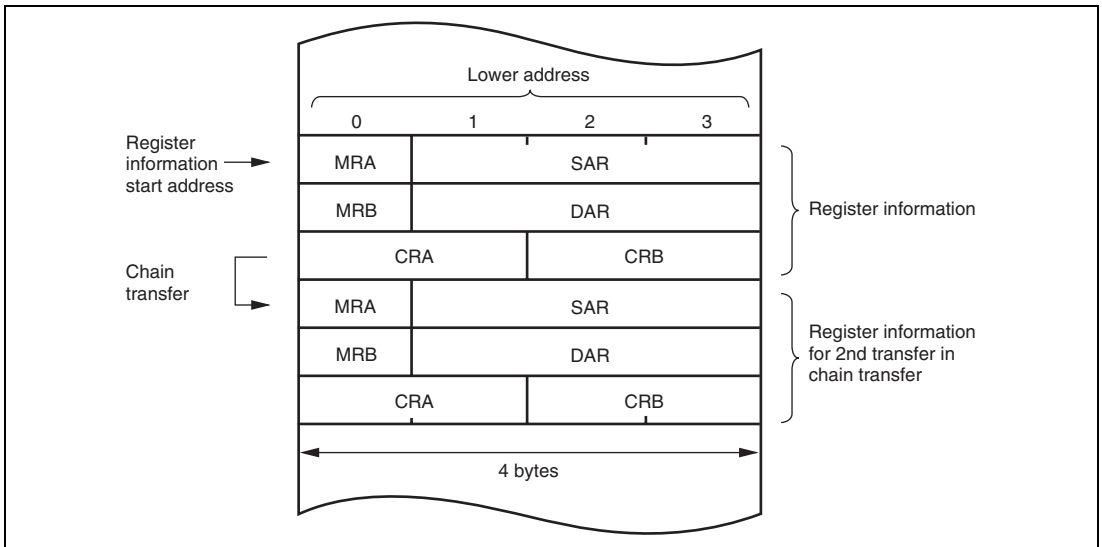 Lower address
0 1 2 3
Register
information
start address
MRA SAR
MRB DAR
Register information
CRA CRB
Chain
transfer
MRA SAR
MRB DAR
Register information
for 2nd transfer in
chain transfer
CRA CRB
4 bytes